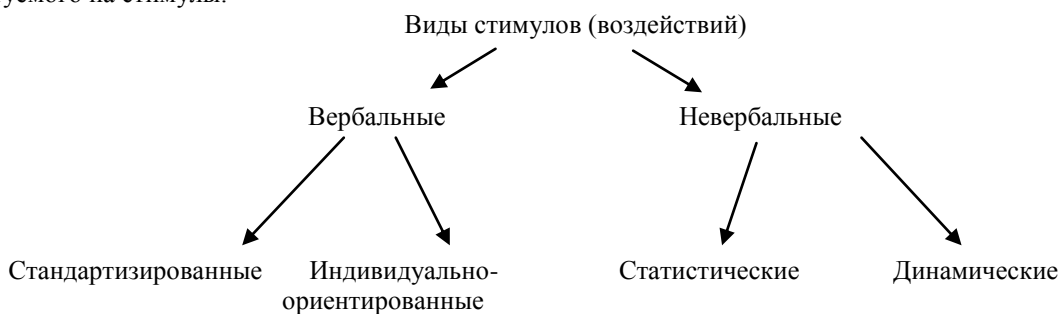 уемого на стимулы.
Виды стимулов (воздействий)
Вербальные Невербальные
Стандартизированные Индивидуально- Статистические Динамические
ориентированные